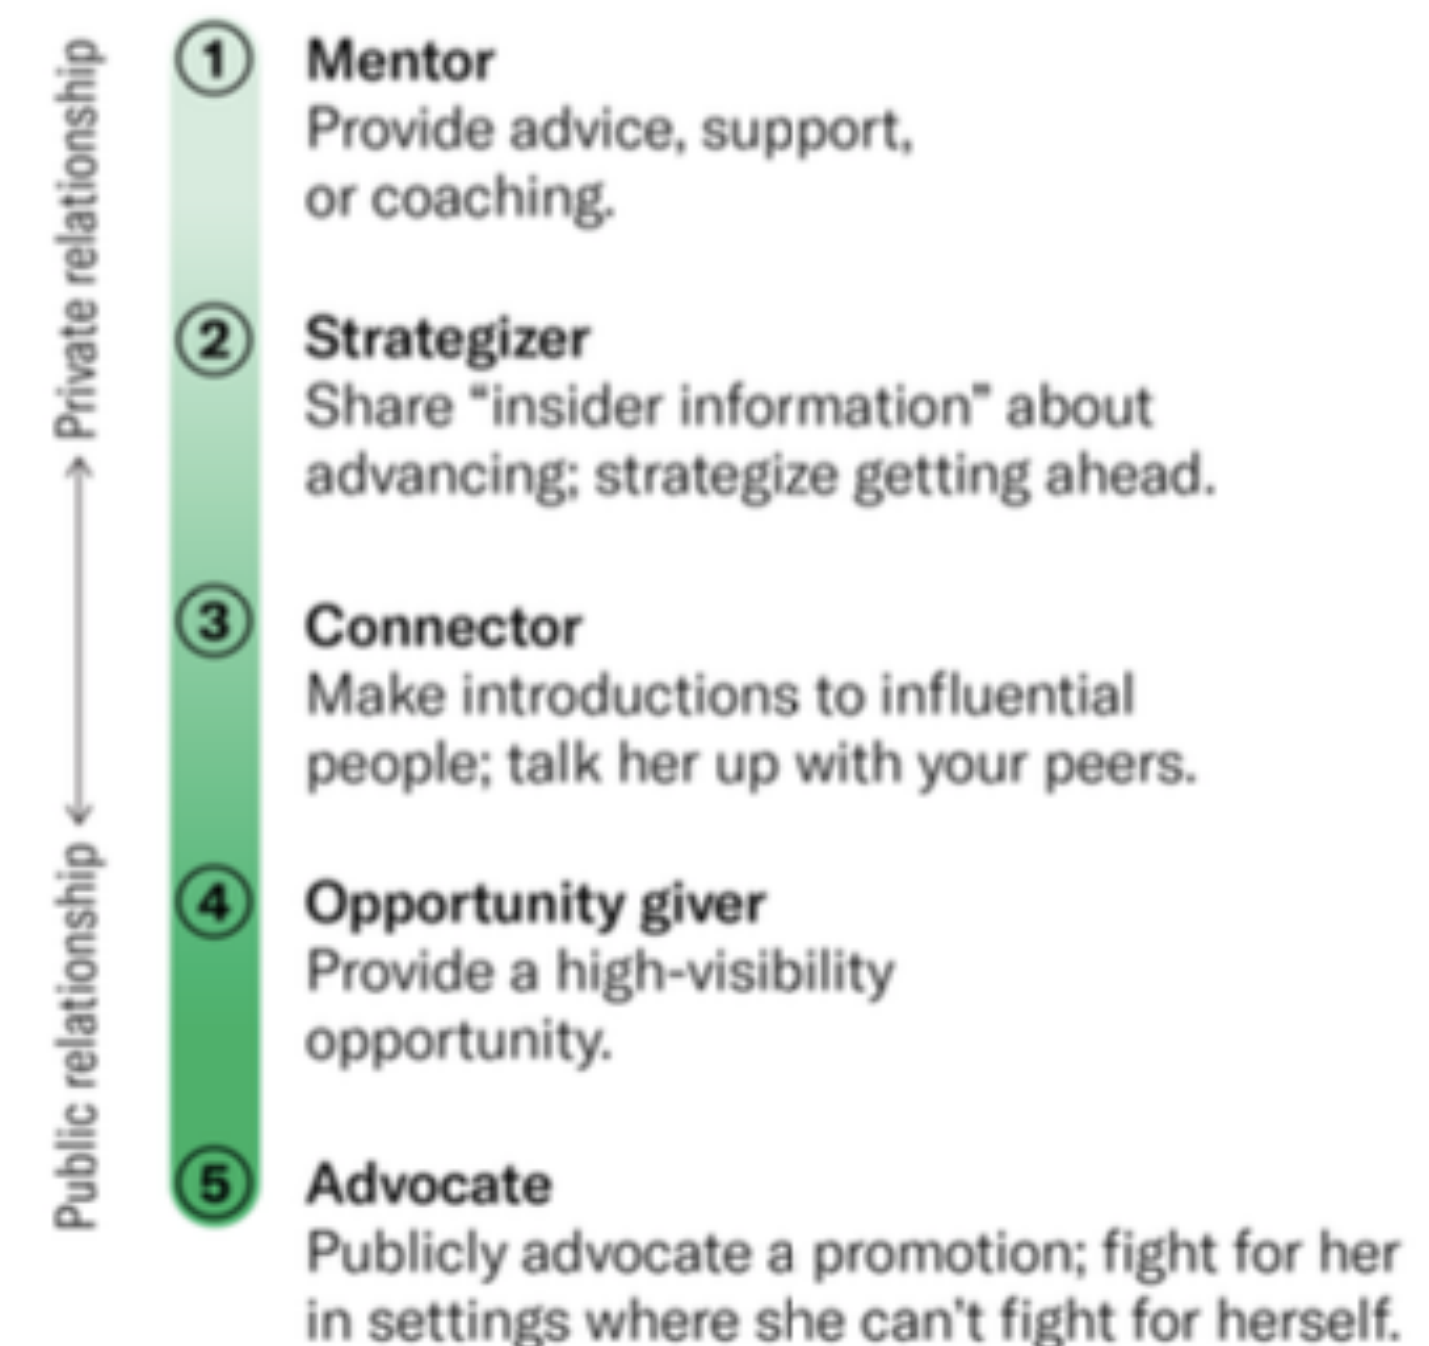 Private relationship
Public relationship
1
Mentor
Provide advice, support,
or coaching.
2
Strategizer
Share “insider information” about
advancing; strategize getting ahead.
3
Connector
Make introductions to influential
people; talk her up with your peers.
4
Opportunity giver
Provide a high-visibility
opportunity.
5
Advocate
Publicly advocate a promotion; fight for her
in settings where she can't fight for herself.